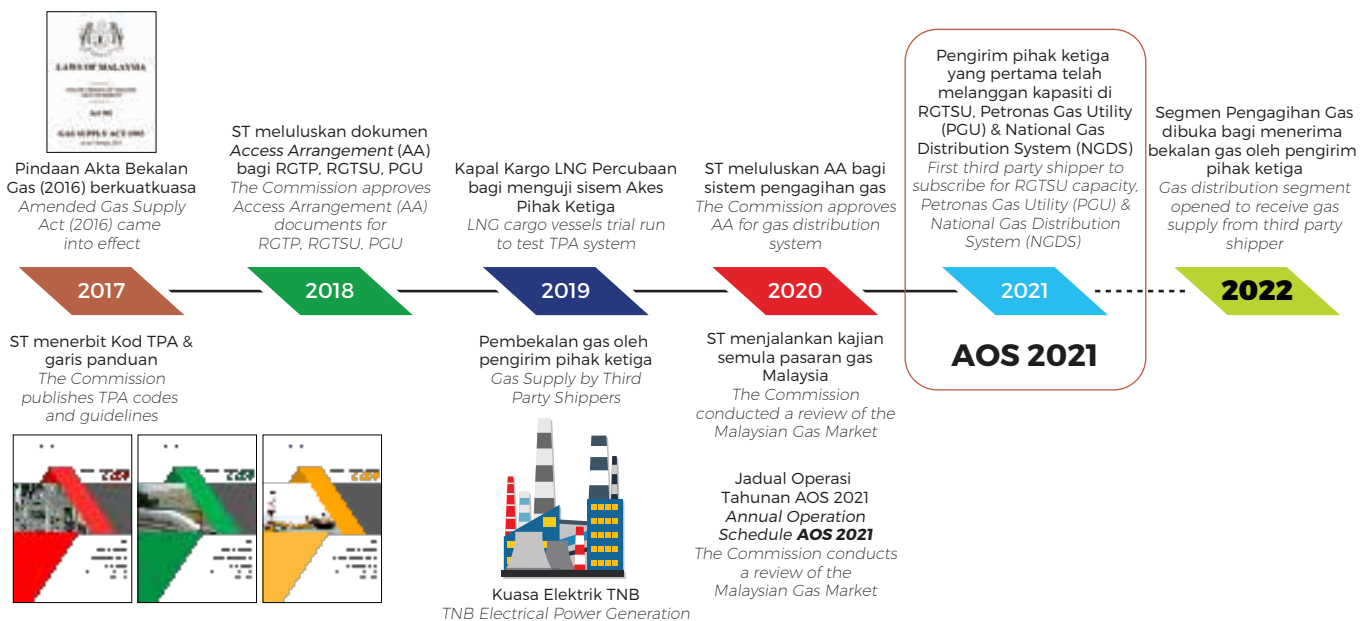 LAWS OF MALAYSIA
GAS SUPPLY ACT 1993
Pindaan Akta Bekalan
Gas (2016) berkuatkuasa
Amended Gas Supply
Act (2016) came
into effect
2017
ST menerbit Kod TPA &
garis panduan
The Commission
publishes TPA codes
and guidelines
ST meluluskan dokumen
Access Arrangement (AA)
bagi RGTP, RGTSU, PGU
The Commission approves
Access Arrangement (AA)
documents for
RGTP, RGTSU, PGU
2018
Kapal Kargo LNG Percubaan
bagi menguji sisem Akes
Pihak Ketiga
LNG cargo vessels trial run
to test TPA system
2019
Pembekalan gas oleh
pengirim pihak ketiga
Gas Supply by Third
Party Shippers
Kuasa Elektrik TNB
TNB Electrical Power Generation
ST meluluskan AA bagi
sistem pengagihan gas
The Commission approves
AA for gas distribution
system
2020
ST menjalankan kajian
semula pasaran gas
Malaysia
The Commission
conducted a review of the
Malaysian Gas Market
Jadual Operasi
Tahunan AOS 2021
Annual Operation
Schedule AOS 2021
The Commission conducts
a review of the
Malaysian Gas Market
Pengirim pihak ketiga
yang pertama telah
melanggan kapasiti di
RGTSU, Petronas Gas Utility
(PGU) & National Gas
Distribution System (NGDS)
First third party shipper to
subscribe for RGTSU capacity,
Petronas Gas Utility (PGU) &
National Gas Distribution
System (NGDS)
2021
AOS 2021
Segmen Pengagihan Gas
dibuka bagi menerima
bekalan gas oleh pengirim
pihak ketiga
Gas distribution segment
opened to receive gas
supply from third party
shipper
2022